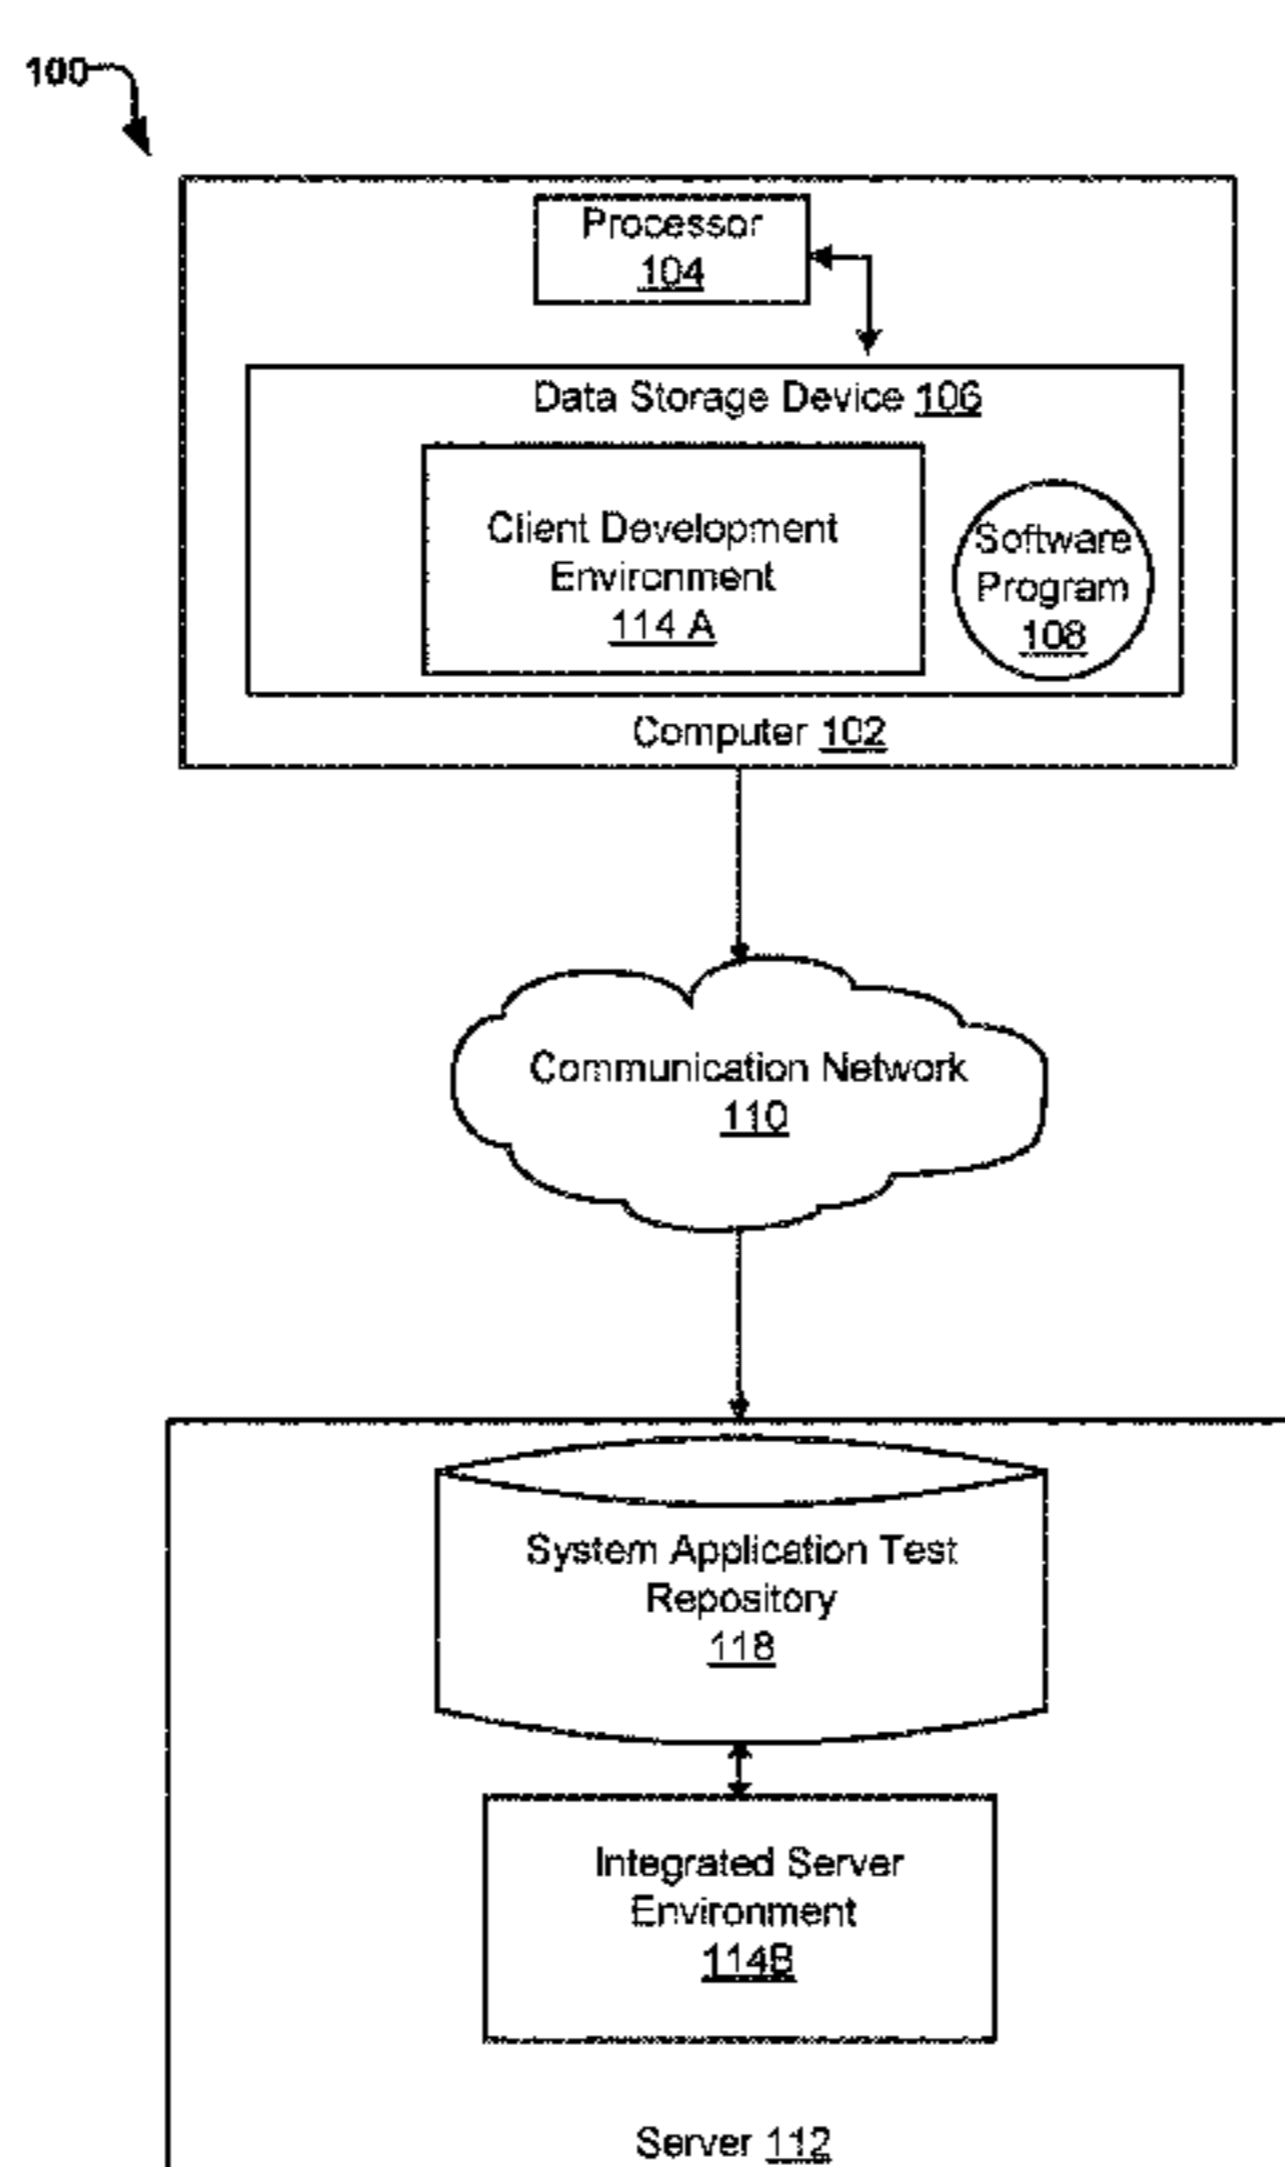 100
Processor
104
Data Storage Device 106
Client Development
Environment
114 A
Software
Program
108
Computer 102
Communication Network
110
System Application Test
Repository
118
Integrated Server
Environment
114B
Server 112